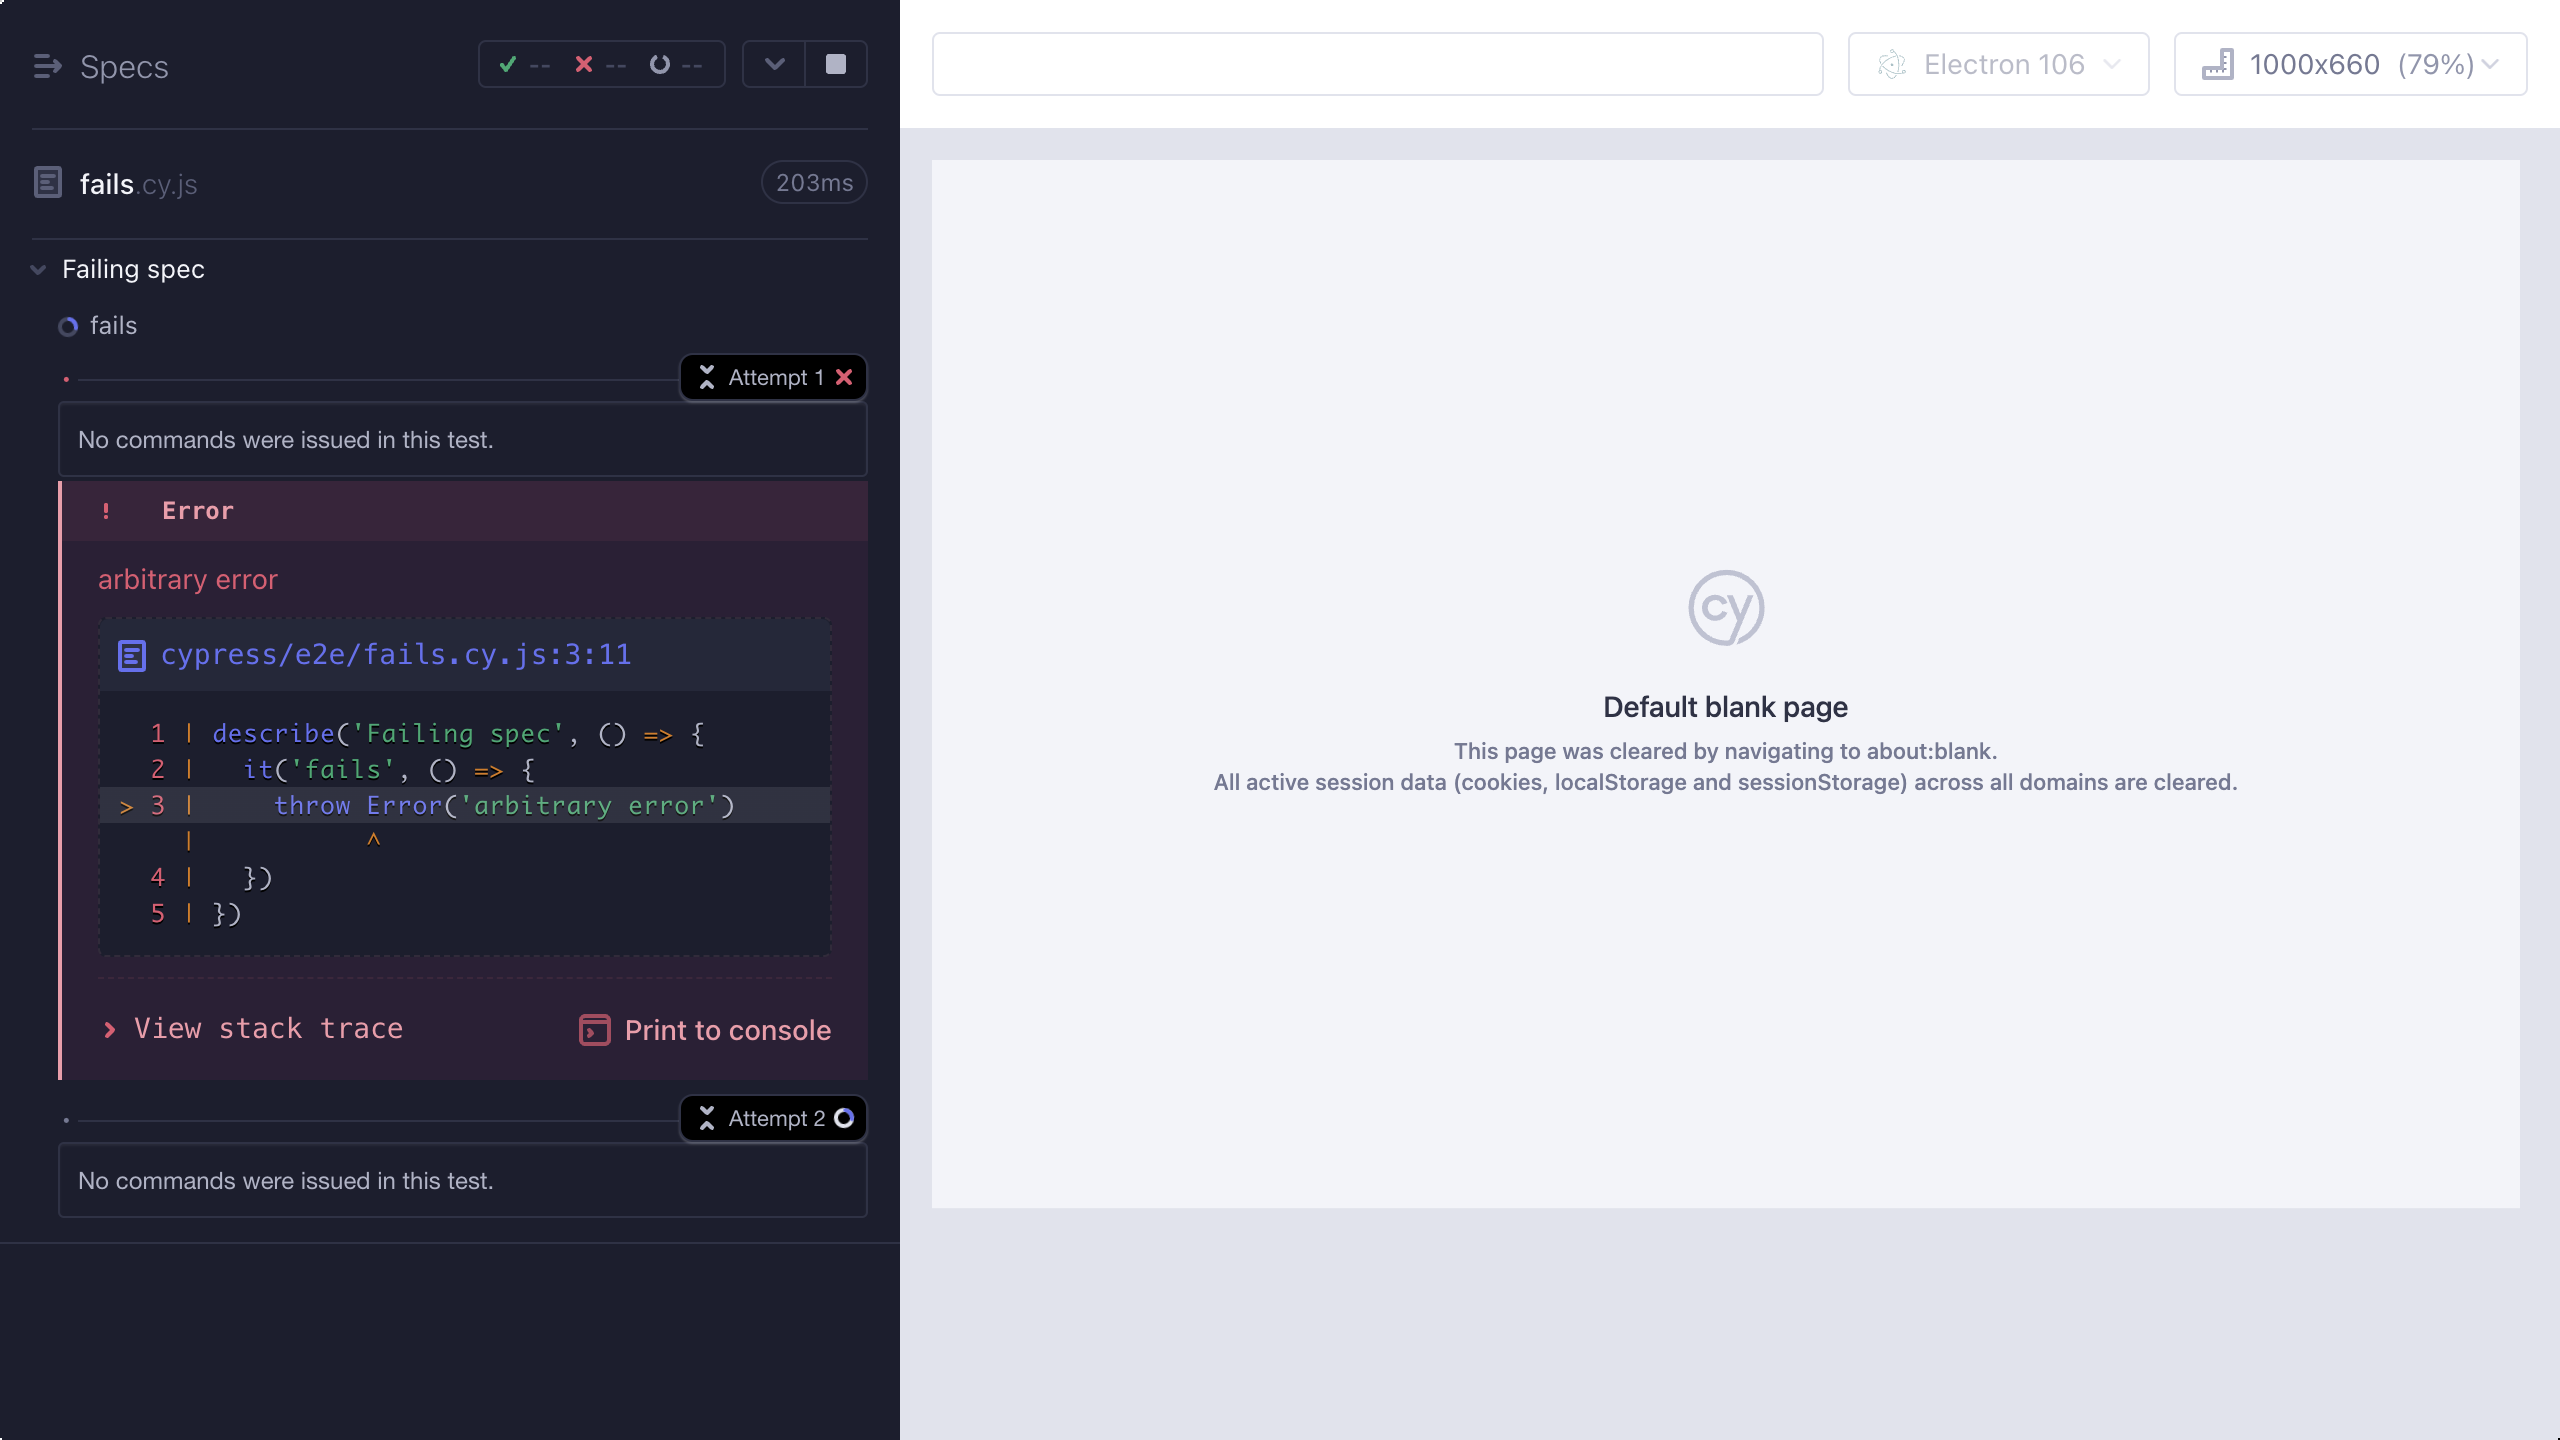 Specs
-- -- --
fails.cy.js
203ms
Failing spec
fails
Attempt 1
No commands were issued in this test.
! Error
arbitrary error
cypress/e2e/fails.cy.js:3:11
1 | describe('Failing spec', () => {
2 |   it('fails', () => {
> 3 |     throw Error('arbitrary error')
|           ^
4 |   })
5 | })
View stack trace
Print to console
Attempt 2
No commands were issued in this test.
Electron 106
1000x660 (79%)
cy
Default blank page
This page was cleared by navigating to about:blank.
All active session data (cookies, localStorage and sessionStorage) across all domains are cleared.